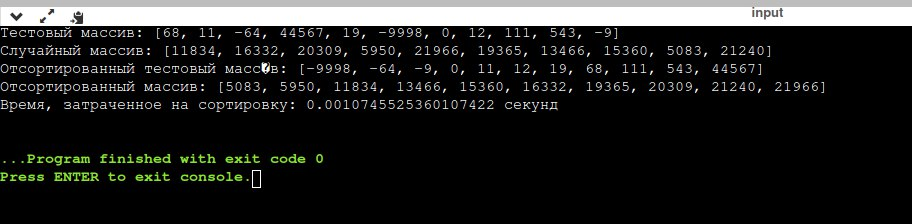 input
Тестовый массив: [68, 11, -64, 44567, 19, -9998, 0, 12, 111, 543, -9]
Случайный массив: [11834, 16332, 20309, 5950, 21966, 19365, 13466, 15360, 5083, 21240]
Отсортированный тестовый масс�в: [-9998, -64, -9, 0, 11, 12, 19, 68, 111, 543, 44567]
Отсортированный массив: [5083, 5950, 11834, 13466, 15360, 16332, 19365, 20309, 21240, 21966]
Время, затраченное на сортировку: 0.0010745525360107422 секунд
...Program finished with exit code 0
Press ENTER to exit console.